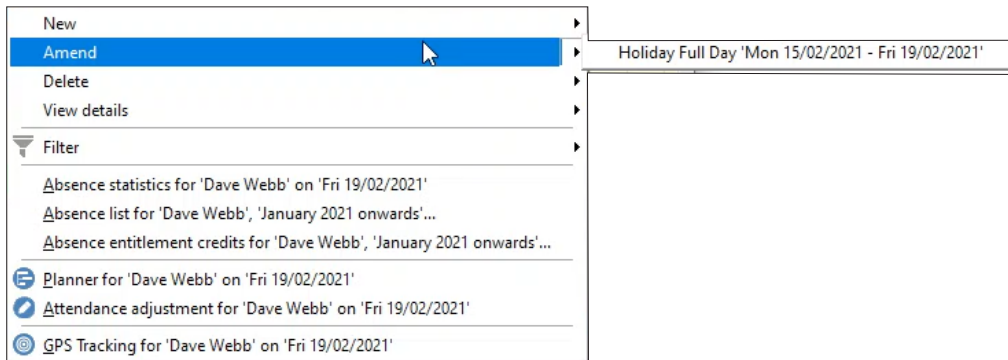 New
Amend
Holiday Full Day 'Mon 15/02/2021 - Fri 19/02/2021'
Delete
View details
Filter
Absence statistics for 'Dave Webb' on 'Fri 19/02/2021'
Absence list for 'Dave Webb', 'January 2021 onwards'...
Absence entitlement credits for 'Dave Webb', 'January 2021 onwards'...
Planner for 'Dave Webb' on 'Fri 19/02/2021'
Attendance adjustment for 'Dave Webb' on 'Fri 19/02/2021'
GPS Tracking for 'Dave Webb' on 'Fri 19/02/2021'